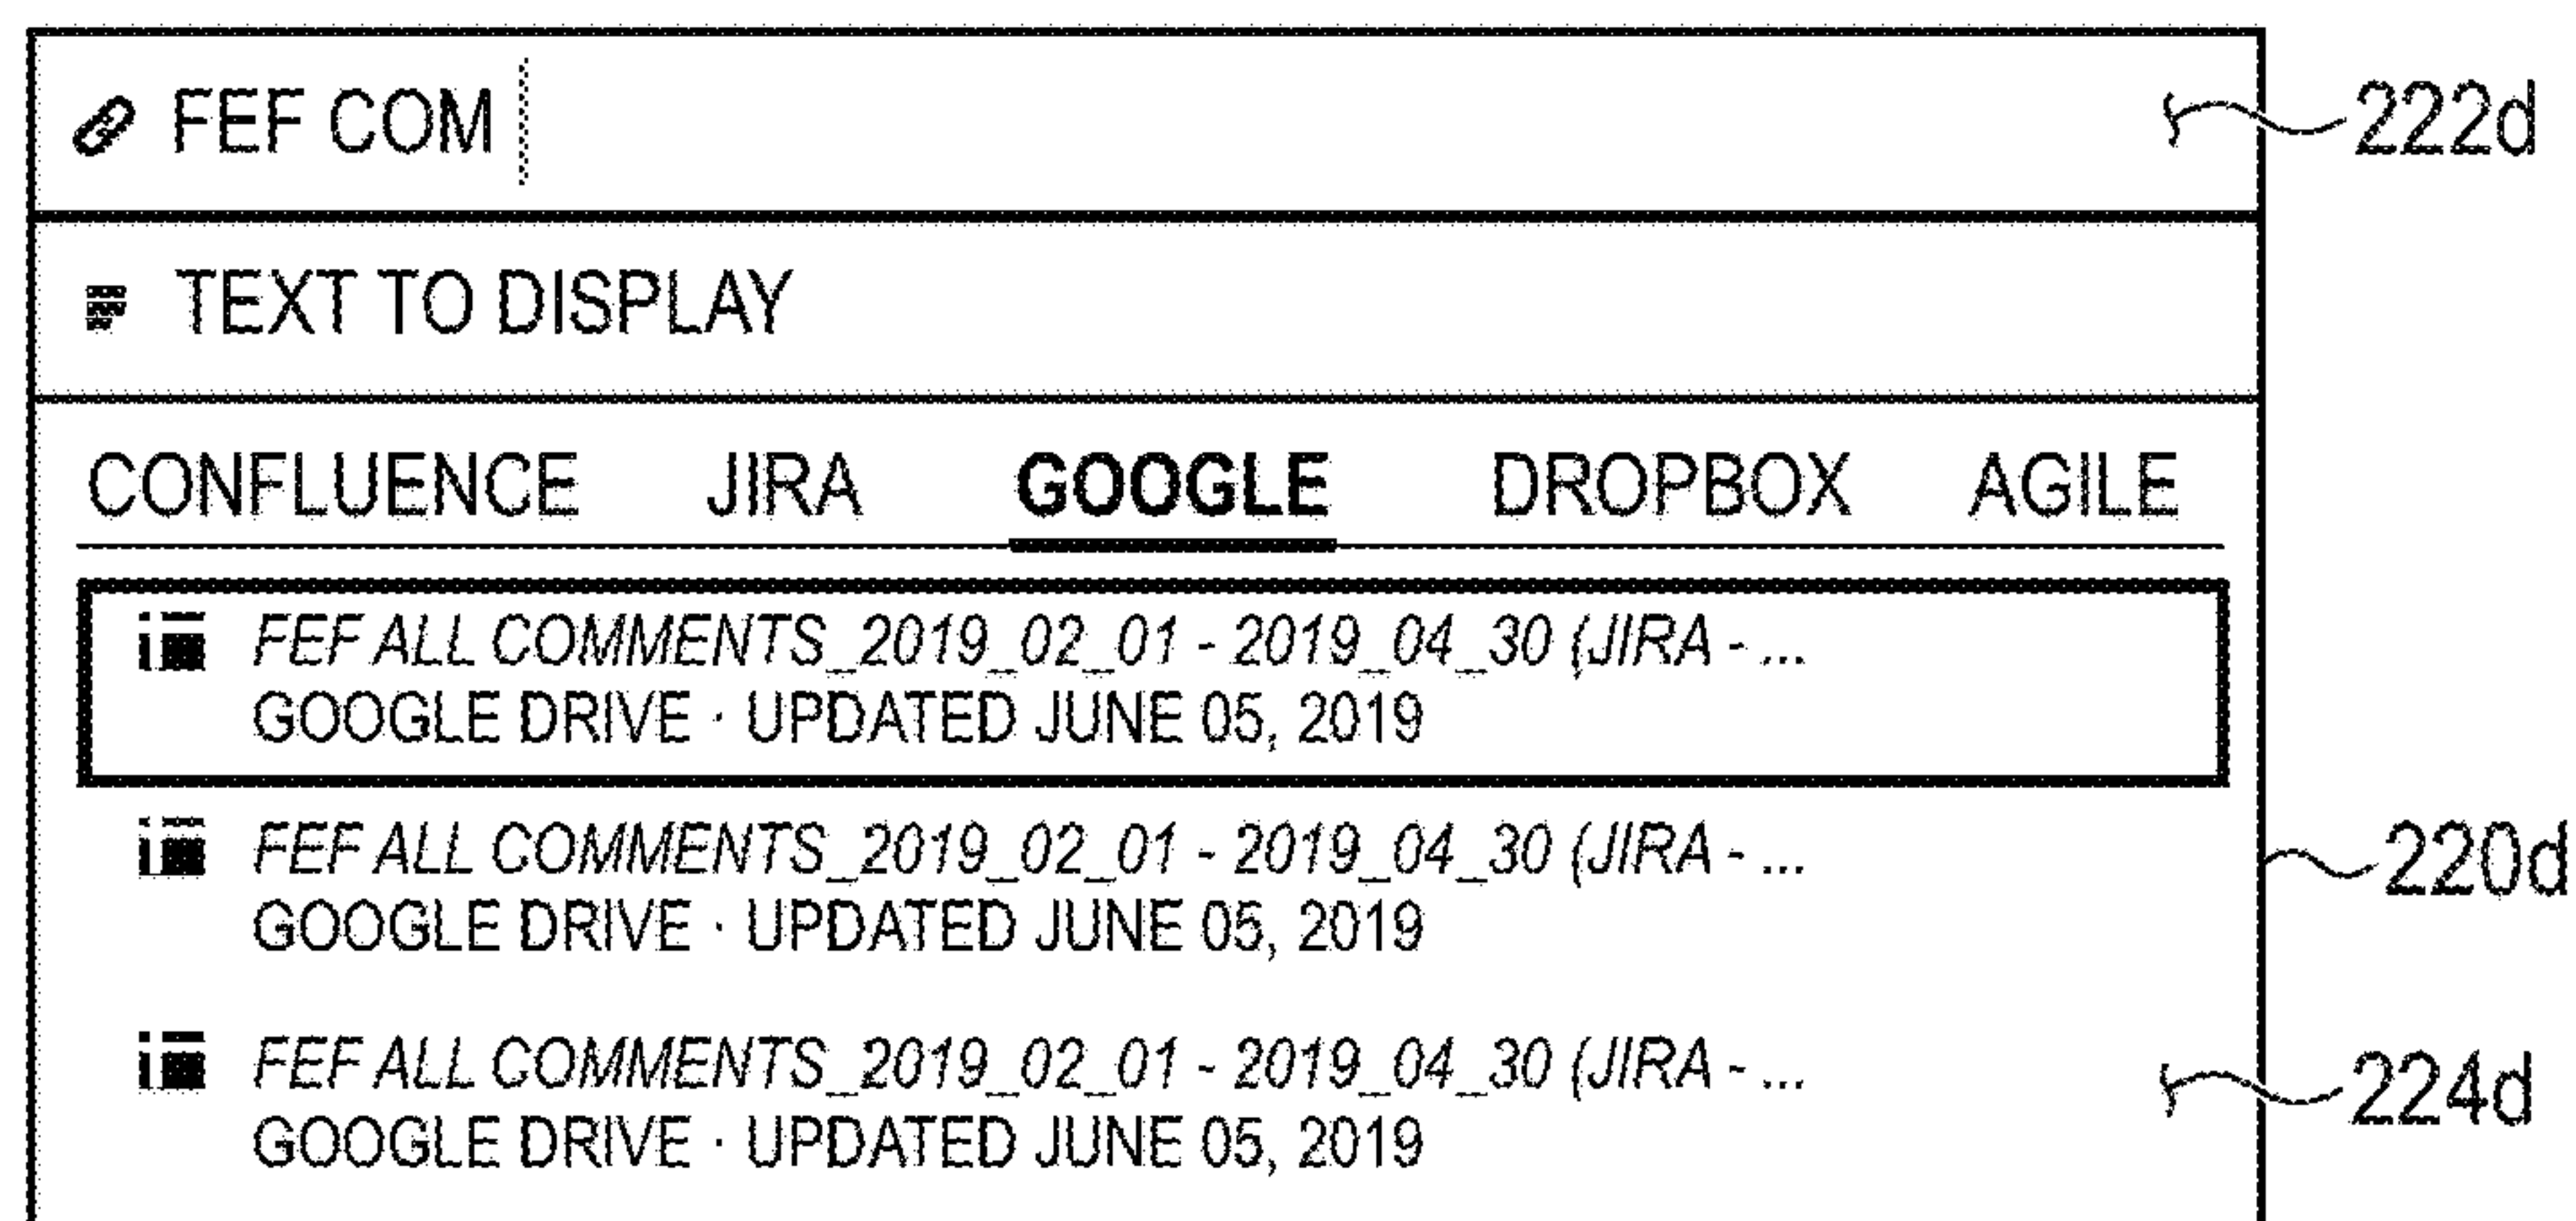 FEF COM
222d
TEXT TO DISPLAY
CONFLUENCE JIRA GOOGLE DROPBOX AGILE
FEF ALL COMMENTS_2019_02_01 - 2019_04_30 (JIRA - ...
GOOGLE DRIVE · UPDATED JUNE 05, 2019
FEF ALL COMMENTS_2019_02_01 - 2019_04_30 (JIRA - ...
220d
GOOGLE DRIVE · UPDATED JUNE 05, 2019
FEF ALL COMMENTS_2019_02_01 - 2019_04_30 (JIRA - ...
224d
GOOGLE DRIVE · UPDATED JUNE 05, 2019